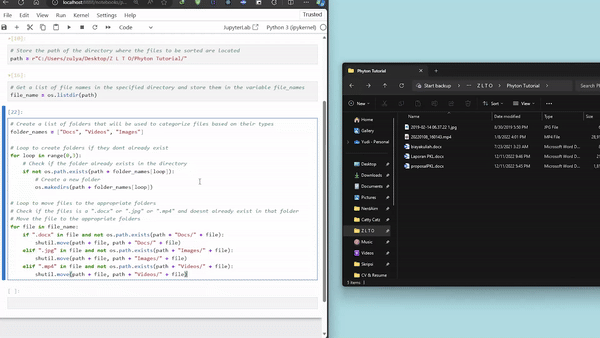 localhost:8888/notebooks/
File Edit View Run Kernel Settings Help
Trusted
Code
JupyterLab
Python 3 (ipykernel)
[10]:
# Store the path of the directory where the files to be sorted are located
path = r"C:/Users/zulya/Desktop/Z L T O/Phyton Tutorial/"
# Get a list of file names in the specified directory and store them in the variable file_names
file_name = os.listdir(path)
[22]:
# Create a list of folders that will be used to categorize files based on their types
folder_names = ["Docs", "Videos", "Images"]
# Loop to create folders if they dont already exist
for loop in range(0,3):
# Check if the folder already exists in the directory
if not os.path.exists(path + folder_names[loop]):
# Create a new folder
os.makedirs(path + folder_names[loop])
# Loop to move files to the appropriate folders
# Check if the files is a ".docx" or ".jpg" or ".mp4" and doesnt already exist in that folder
# Move the file to the appropriate folders
for file in file_name:
if ".docx" in file and not os.path.exists(path + "Docs/" + file):
shutil.move(path + file, path + "Docs/" + file)
elif ".jpg" in file and not os.path.exists(path + "Images/" + file):
shutil.move(path + file, path + "Images/" + file)
elif ".mp4" in file and not os.path.exists(path + "Videos/" + file):
shutil.move(path + file, path + "Videos/" + file)
[ ]:
Phyton Tutorial
Start backup
Z L T O
Phyton Tutorial
Search
New
Sort
View
Name
Date modified
Type
Size
Home
Gallery
Yudi - Personal
Desktop
Downloads
Documents
Pictures
Catty Catz
Z L T O
Music
Videos
Skripsi
CV & Resume
2019-02-14 06.37.22 1.jpg
8/30/2019 5:50 PM
JPG File
20220108_160143.mp4
1/8/2022 4:01 PM
MP4 File
tirayakuliah.docx
7/23/2021 3:23 AM
Microsoft Word D...
Laporan PKL.docx
12/11/2022 9:46 PM
Microsoft Word D...
proposalPKL.docx
12/11/2022 5:45 PM
Microsoft Word D...